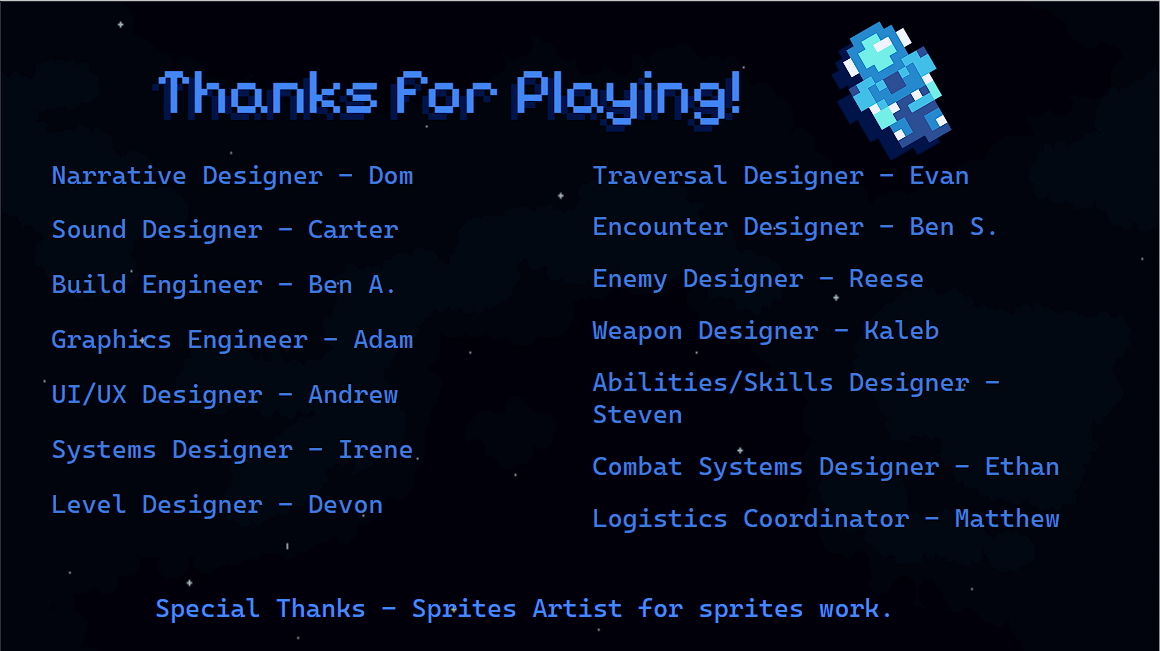 Thanks For Playing!
Narrative Designer – Dom
Sound Designer – Carter
Build Engineer – Ben A.
Graphics Engineer – Adam
UI/UX Designer – Andrew
Systems Designer – Irene
Level Designer – Devon
Traversal Designer – Evan
Encounter Designer – Ben S.
Enemy Designer – Reese
Weapon Designer – Kaleb
Abilities/Skills Designer –
Steven
Combat Systems Designer – Ethan
Logistics Coordinator – Matthew
Special Thanks – Sprites Artist for sprites work.